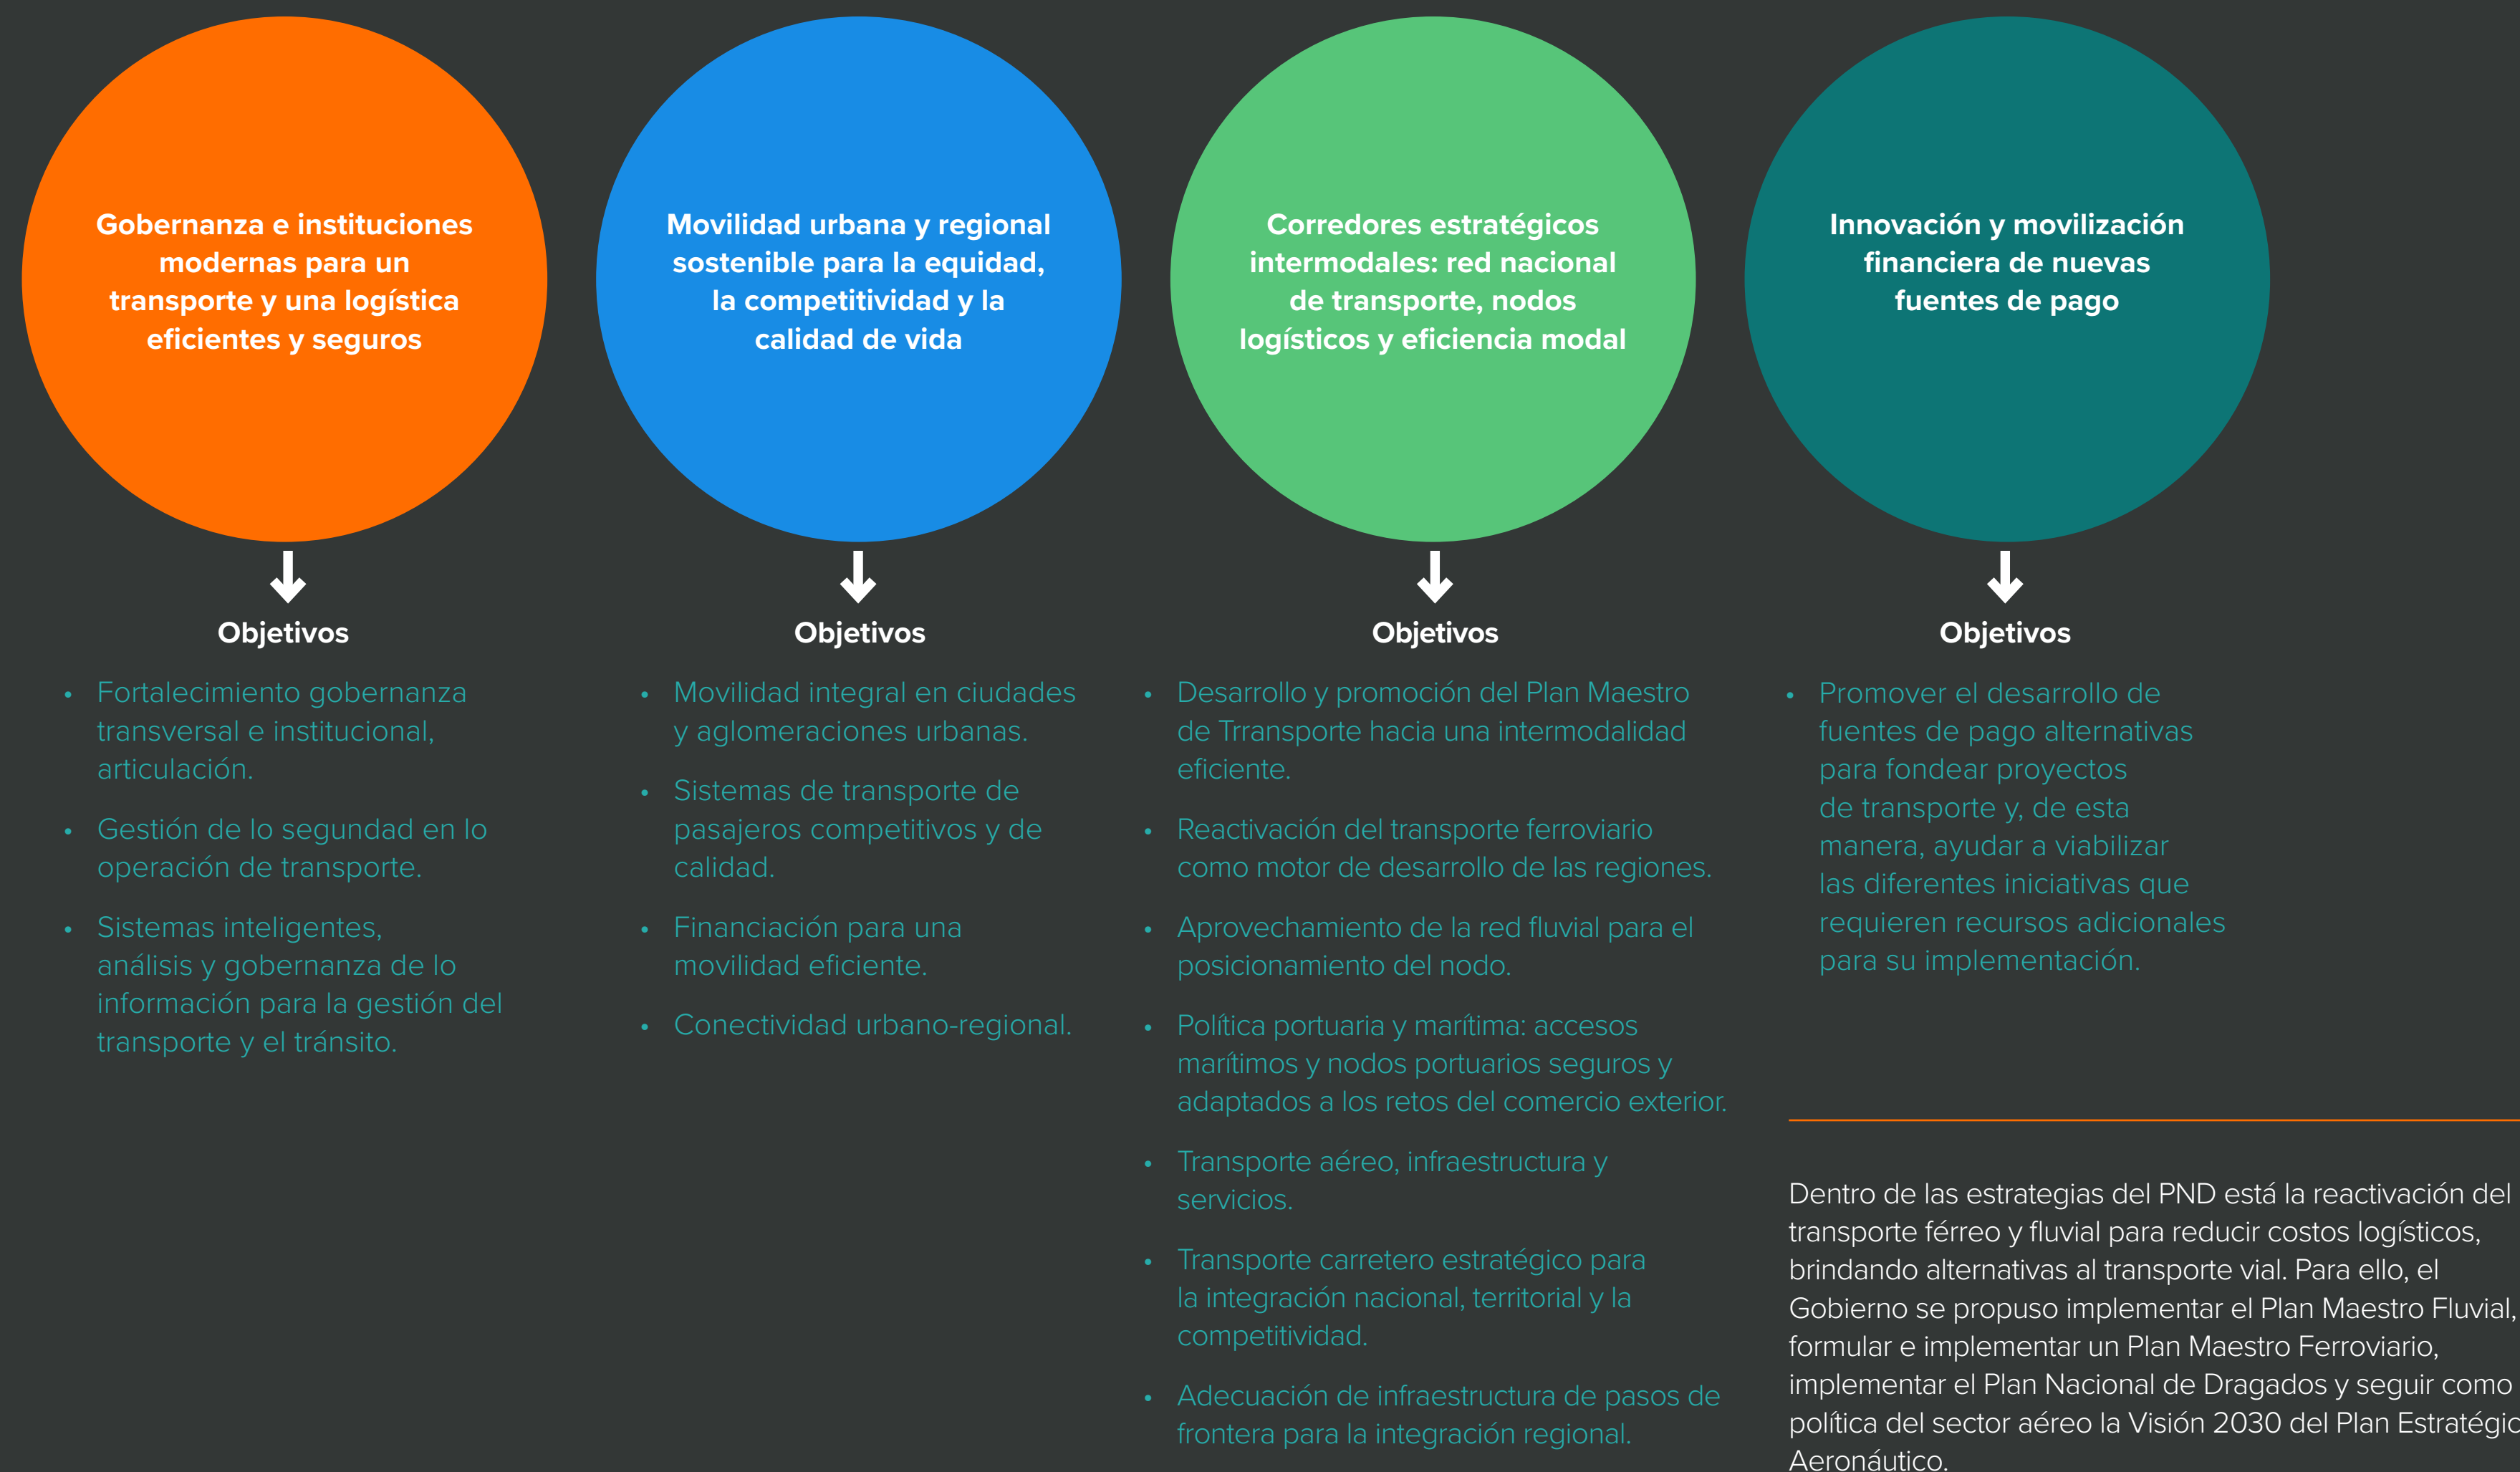 Gobernanza e instituciones
modernas para un
transporte y una logística
eficientes y seguros
Objetivos
• Fortalecimiento gobernanza
transversal e institucional,
articulación.
• Gestión de lo segundad en lo
operación de transporte.
• Sistemas inteligentes,
análisis y gobernanza de lo
información para la gestión del
transporte y el tránsito.
Movilidad urbana y regional
sostenible para la equidad,
la competitividad y la
calidad de vida
Objetivos
• Movilidad integral en ciudades
y aglomeraciones urbanas.
• Sistemas de transporte de
pasajeros competitivos y de
calidad.
• Financiación para una
movilidad eficiente.
• Conectividad urbano-regional.
Corredores estratégicos
intermodales: red nacional
de transporte, nodos
logísticos y eficiencia modal
Objetivos
• Desarrollo y promoción del Plan Maestro
de Trransporte hacia una intermodalidad
eficiente.
• Reactivación del transporte ferroviario
como motor de desarrollo de las regiones.
• Aprovechamiento de la red fluvial para el
posicionamiento del nodo.
• Política portuaria y marítima: accesos
marítimos y nodos portuarios seguros y
adaptados a los retos del comercio exterior.
• Transporte aéreo, infraestructura y
servicios.
• Transporte carretero estratégico para
la integración nacional, territorial y la
competitividad.
• Adecuación de infraestructura de pasos de
frontera para la integración regional.
Innovación y movilización
financiera de nuevas
fuentes de pago
Objetivos
• Promover el desarrollo de
fuentes de pago alternativas
para fondear proyectos
de transporte y, de esta
manera, ayudar a viabilizar
las diferentes iniciativas que
requieren recursos adicionales
para su implementación.
Dentro de las estrategias del PND está la reactivación del
transporte férreo y fluvial para reducir costos logísticos,
brindando alternativas al transporte vial. Para ello, el
Gobierno se propuso implementar el Plan Maestro Fluvial,
formular e implementar un Plan Maestro Ferroviario,
implementar el Plan Nacional de Dragados y seguir como
política del sector aéreo la Visión 2030 del Plan Estratégic
Aeronáutico.